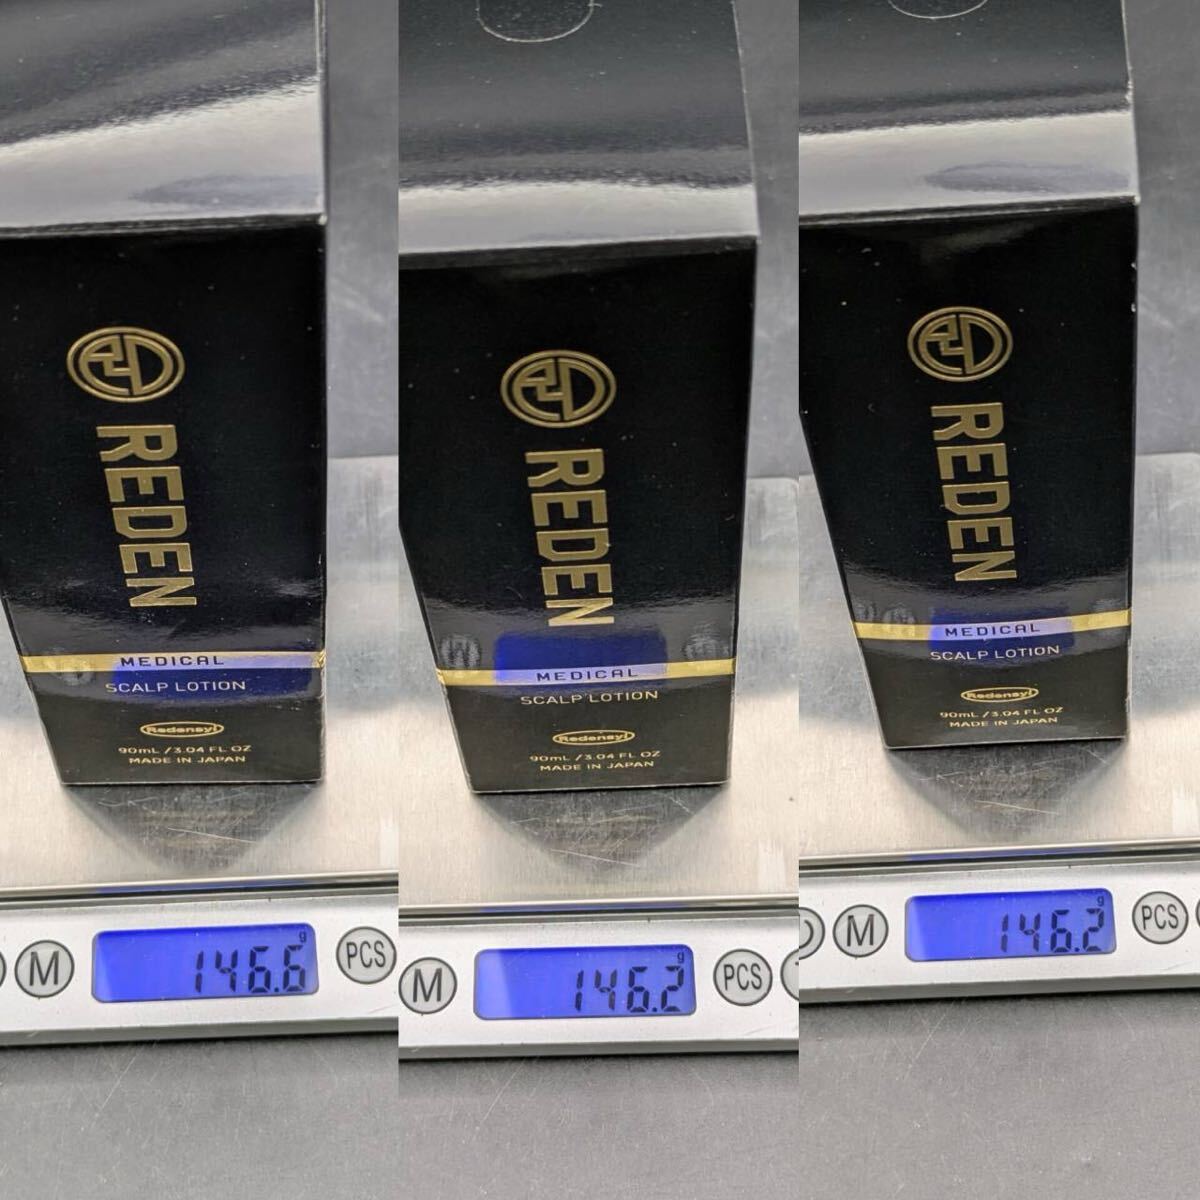 REDEN
MEDICAL
SCALP LOTION
Redensyl
90mL / 3.04 FL OZ
MADE IN JAPAN
M
146.6
g
PCS
REDEN
MEDICAL
SCALP LOTION
Redensyl
90mL / 3.04 FL OZ
MADE IN JAPAN
M
146.2
g
PCS
REDEN
MEDICAL
SCALP LOTION
Redensyl
90mL / 3.04 FL OZ
MADE IN JAPAN
M
146.2
g
PCS